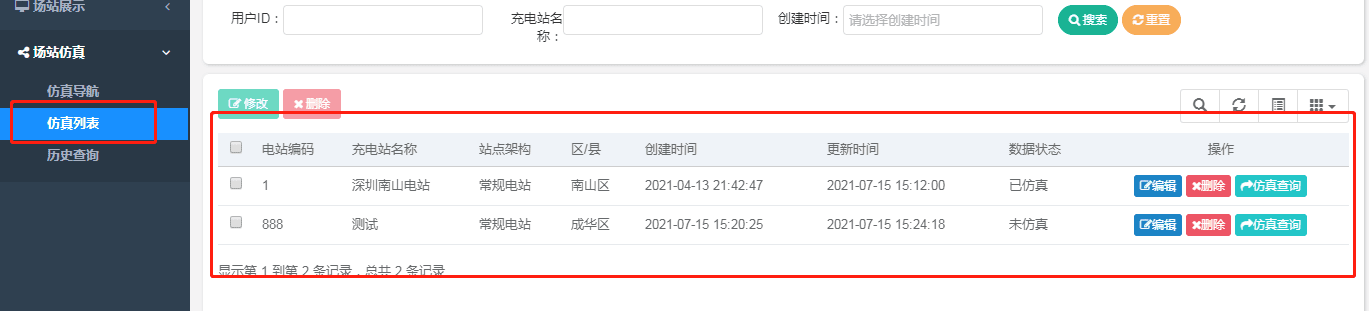 场站展示
场站仿真
仿真导航
仿真列表
历史查询
用户ID：
充电站名称：
创建时间： 请选择创建时间
搜索 重置
修改 删除
电站编码 充电站名称 站点架构 区/县 创建时间 更新时间 数据状态 操作
1 深圳南山电站 常规电站 南山区 2021-04-13 21:42:47 2021-07-15 15:12:00 已仿真 编辑 删除 仿真查询
888 测试 常规电站 成华区 2021-07-15 15:20:25 2021-07-15 15:24:18 未仿真 编辑 删除 仿真查询
显示第 1 到第 2 条记录，总共 2 条记录